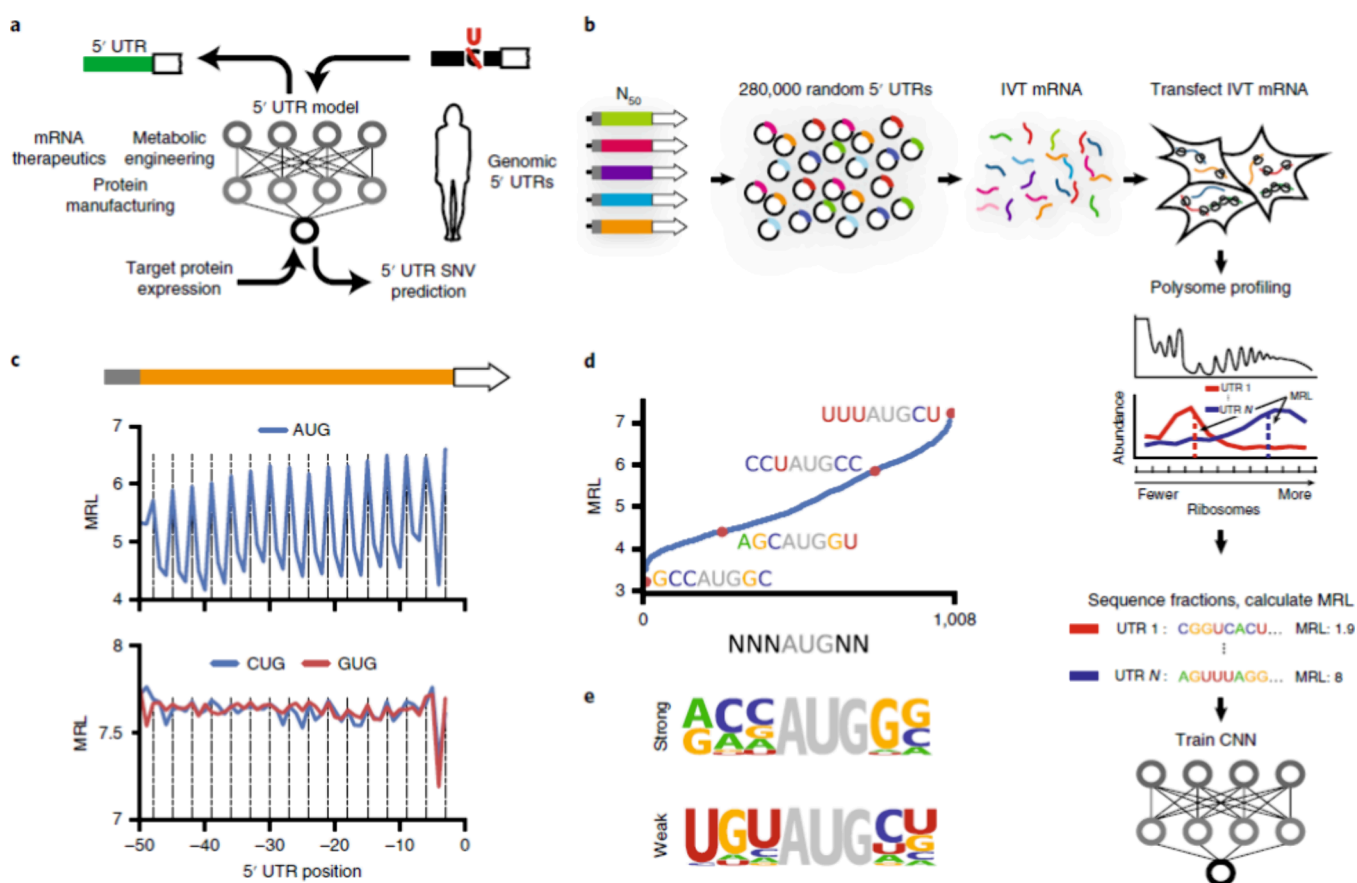 a
5′ UTR
U
5′ UTR model
mRNA
therapeutics
Metabolic
engineering
Protein
manufacturing
Genomic
5′ UTRs
Target protein
expression
5′ UTR SNV
prediction
b
N50
280,000 random 5′ UTRs
IVT mRNA
Transfect IVT mRNA
Polysome profiling
UTR 1
UTR N
MRL
Abundance
Fewer
More
Ribosomes
Sequence fractions, calculate MRL
UTR 1 : CGGUCACU… MRL: 1.9
UTR N : AGUUUAGG… MRL: 8
Train CNN
c
AUG
MRL
7
6
5
4
CUG GUG
MRL
8
7.5
7
−50 −40 −30 −20 −10 0
5′ UTR position
d
MRL
7
6
5
4
3
UUUAUGCU
CCUAUGCC
AGCAUGGU
GCCAUGGC
0 1,008
NNNAUGNN
e
Strong
ACCAUGGG
Weak
UGUAUGCU